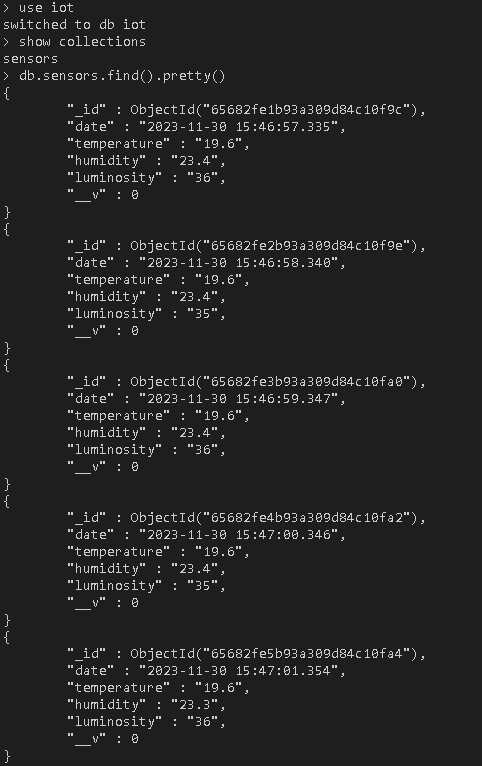 > use iot
switched to db iot
> show collections
sensors
> db.sensors.find().pretty()
{
        "_id" : ObjectId("65682fe1b93a309d84c10f9c"),
        "date" : "2023-11-30 15:46:57.335",
        "temperature" : "19.6",
        "humidity" : "23.4",
        "luminosity" : "36",
        "__v" : 0
}
{
        "_id" : ObjectId("65682fe2b93a309d84c10f9e"),
        "date" : "2023-11-30 15:46:58.340",
        "temperature" : "19.6",
        "humidity" : "23.4",
        "luminosity" : "35",
        "__v" : 0
}
{
        "_id" : ObjectId("65682fe3b93a309d84c10fa0"),
        "date" : "2023-11-30 15:46:59.347",
        "temperature" : "19.6",
        "humidity" : "23.4",
        "luminosity" : "36",
        "__v" : 0
}
{
        "_id" : ObjectId("65682fe4b93a309d84c10fa2"),
        "date" : "2023-11-30 15:47:00.346",
        "temperature" : "19.6",
        "humidity" : "23.4",
        "luminosity" : "35",
        "__v" : 0
}
{
        "_id" : ObjectId("65682fe5b93a309d84c10fa4"),
        "date" : "2023-11-30 15:47:01.354",
        "temperature" : "19.6",
        "humidity" : "23.3",
        "luminosity" : "36",
        "__v" : 0
}